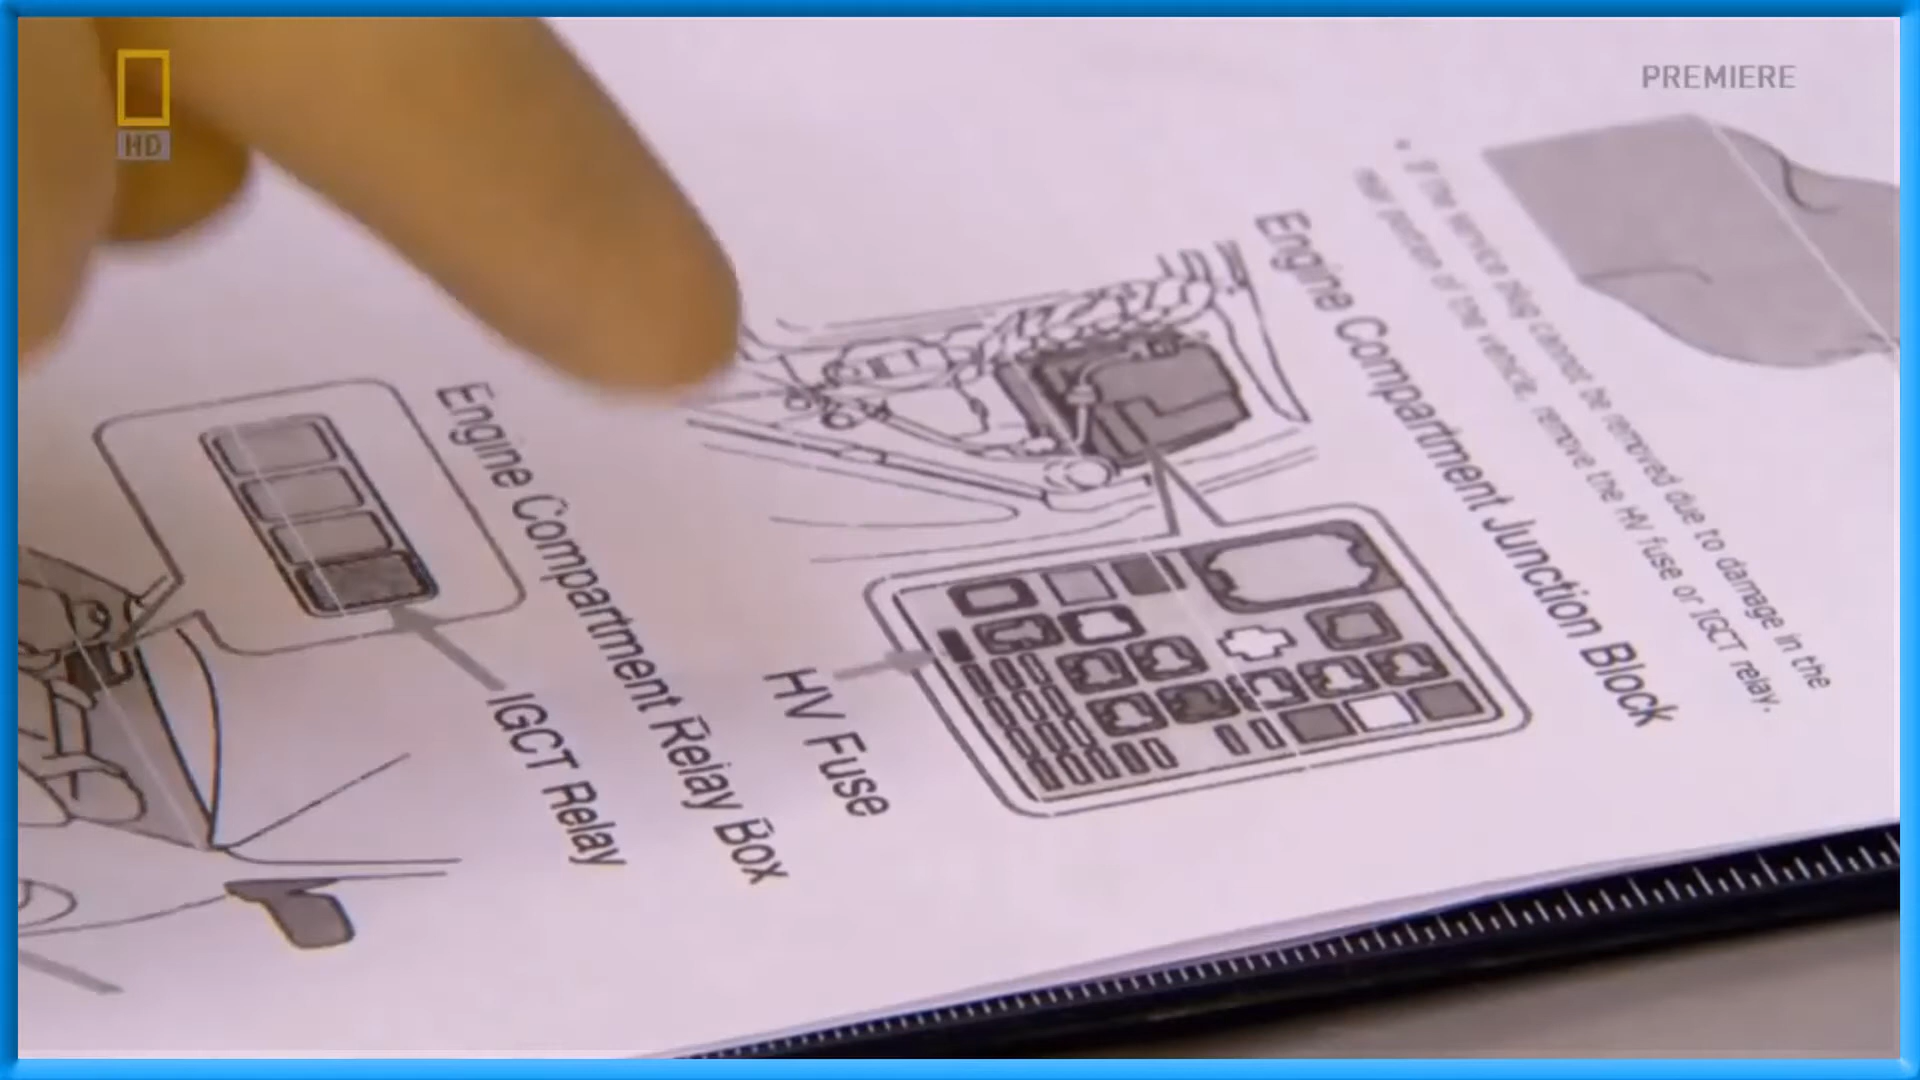 HD
PREMIERE
• If the service plug cannot be removed due to damage in the
rear portion of the vehicle, remove the HV fuse or IGCT relay.
Engine Compartment Junction Block
HV Fuse
Engine Compartment Relay Box
IGCT Relay